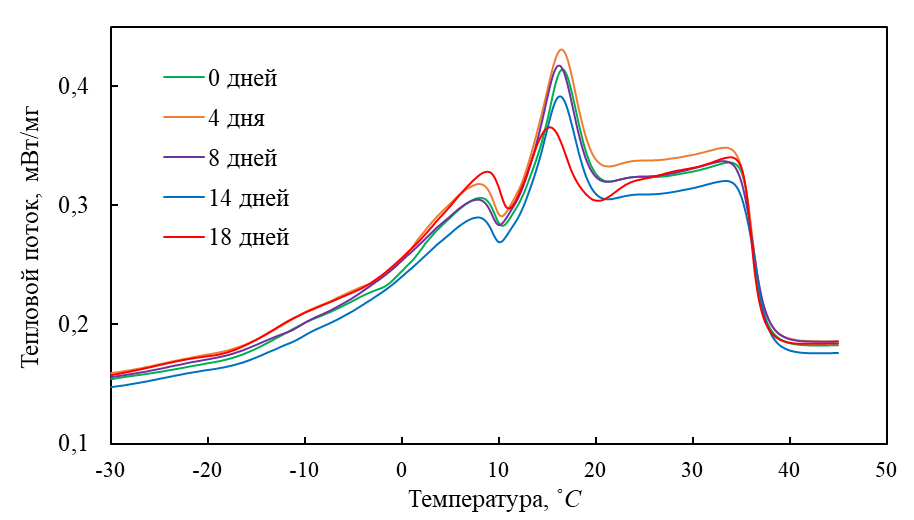 0 дней
4 дня
8 дней
14 дней
18 дней
Тепловой поток, мВт/мг
0,4
0,3
0,2
0,1
-30 -20 -10 0 10 20 30 40 50
Температура, ˚C